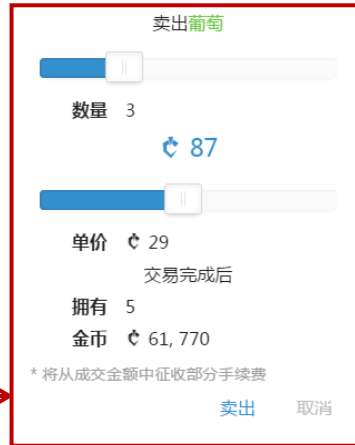 卖出葡萄
数量 3
87
单价 29
交易完成后
拥有 5
金币 61,770
* 将从成交金额中征收部分手续费
卖出 取消